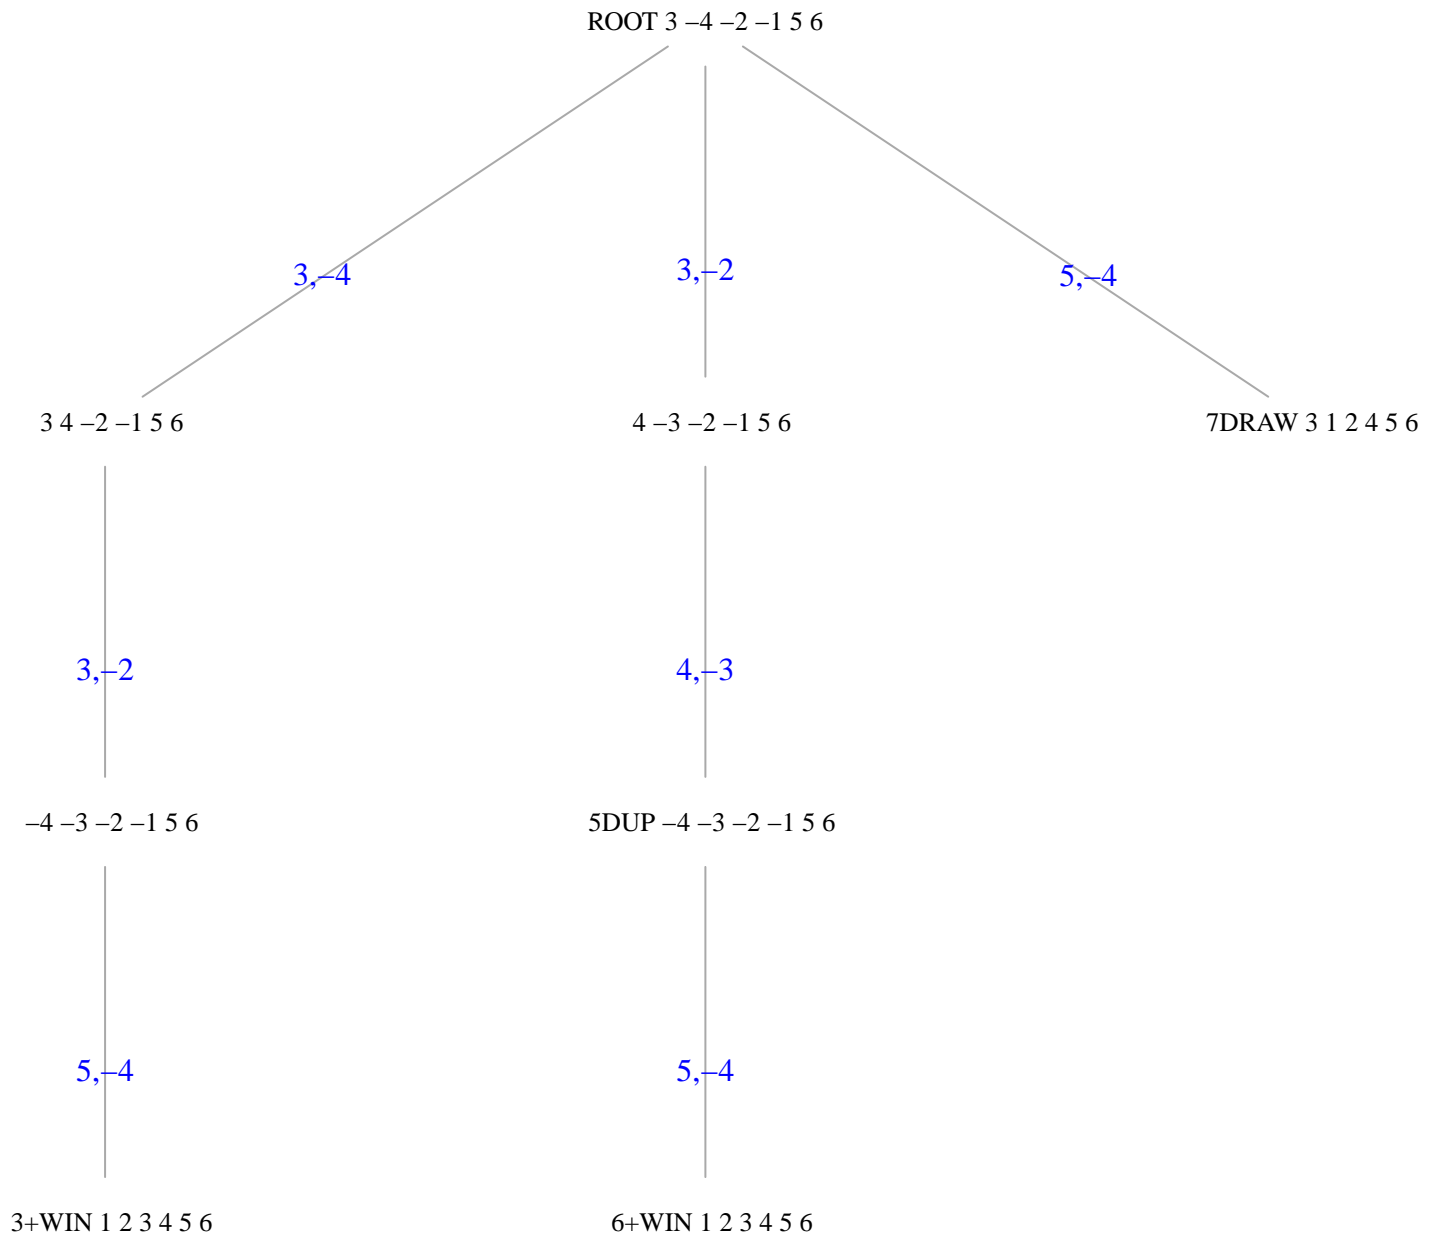 ROOT 3 –4 –2 –1 5 6
3,–4
3,–2
5,–4
3 4 –2 –1 5 6
4 –3 –2 –1 5 6
7DRAW 3 1 2 4 5 6
3,–2
4,–3
–4 –3 –2 –1 5 6
5DUP –4 –3 –2 –1 5 6
5,–4
5,–4
3+WIN 1 2 3 4 5 6
6+WIN 1 2 3 4 5 6